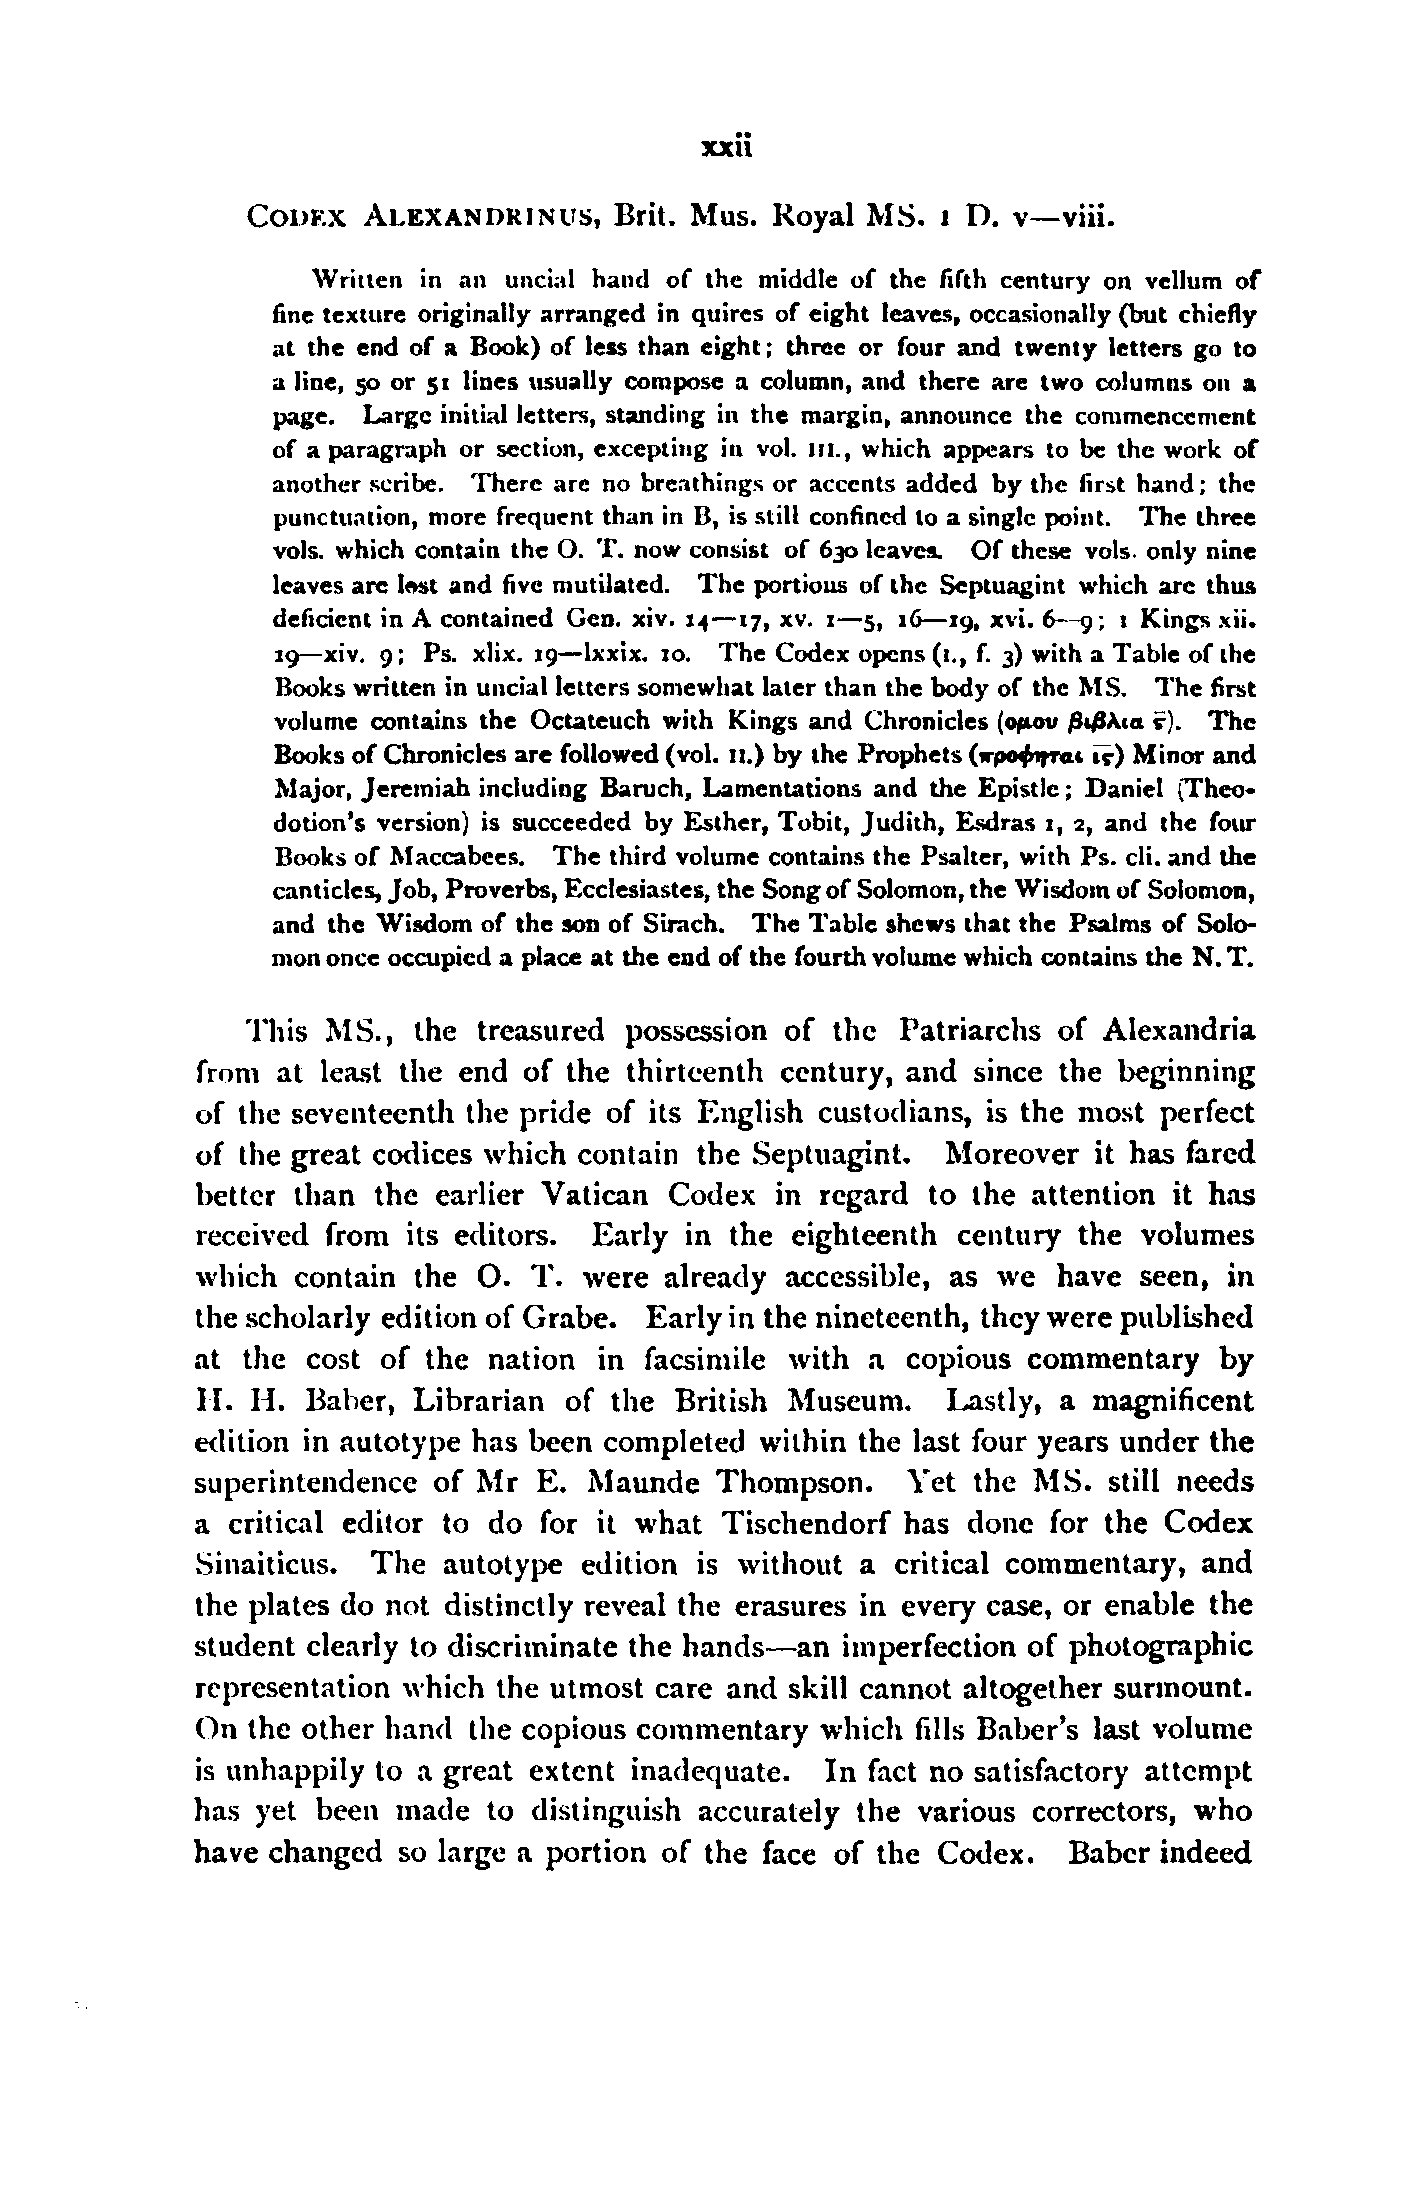 xxii
CODEX ALEXANDRINUS, Brit. Mus. Royal MS. 1 D. v—viii.
Written in an uncial hand of the middle of the fifth century on vellum of
fine texture originally arranged in quires of eight leaves, occasionally (but chiefly
at the end of a Book) of less than eight; three or four and twenty letters go to
a line, 50 or 51 lines usually compose a column, and there are two columns on a
page. Large initial letters, standing in the margin, announce the commencement
of a paragraph or section, excepting in vol. III., which appears to be the work of
another scribe. There are no breathings or accents added by the first hand; the
punctuation, more frequent than in B, is still confined to a single point. The three
vols. which contain the O. T. now consist of 630 leaves. Of these vols. only nine
leaves are lost and five mutilated. The portions of the Septuagint which are thus
deficient in A contained Gen. xiv. 14—17, xv. 1—5, 16—19, xvi. 6—9; 1 Kings xii.
19—xiv. 9; Ps. xlix. 19—lxxix. 10. The Codex opens (I., f. 3) with a Table of the
Books written in uncial letters somewhat later than the body of the MS. The first
volume contains the Octateuch with Kings and Chronicles (ομου βιβλια ϛ̅). The
Books of Chronicles are followed (vol. II.) by the Prophets (προφηται ι̅ϛ̅) Minor and
Major, Jeremiah including Baruch, Lamentations and the Epistle; Daniel (Theo-
dotion's version) is succeeded by Esther, Tobit, Judith, Esdras 1, 2, and the four
Books of Maccabees. The third volume contains the Psalter, with Ps. cli. and the
canticles, Job, Proverbs, Ecclesiastes, the Song of Solomon, the Wisdom of Solomon,
and the Wisdom of the son of Sirach. The Table shews that the Psalms of Solo-
mon once occupied a place at the end of the fourth volume which contains the N. T.
This MS., the treasured possession of the Patriarchs of Alexandria
from at least the end of the thirteenth century, and since the beginning
of the seventeenth the pride of its English custodians, is the most perfect
of the great codices which contain the Septuagint. Moreover it has fared
better than the earlier Vatican Codex in regard to the attention it has
received from its editors. Early in the eighteenth century the volumes
which contain the O. T. were already accessible, as we have seen, in
the scholarly edition of Grabe. Early in the nineteenth, they were published
at the cost of the nation in facsimile with a copious commentary by
H. H. Baber, Librarian of the British Museum. Lastly, a magnificent
edition in autotype has been completed within the last four years under the
superintendence of Mr E. Maunde Thompson. Yet the MS. still needs
a critical editor to do for it what Tischendorf has done for the Codex
Sinaiticus. The autotype edition is without a critical commentary, and
the plates do not distinctly reveal the erasures in every case, or enable the
student clearly to discriminate the hands—an imperfection of photographic
representation which the utmost care and skill cannot altogether surmount.
On the other hand the copious commentary which fills Baber's last volume
is unhappily to a great extent inadequate. In fact no satisfactory attempt
has yet been made to distinguish accurately the various correctors, who
have changed so large a portion of the face of the Codex. Baber indeed